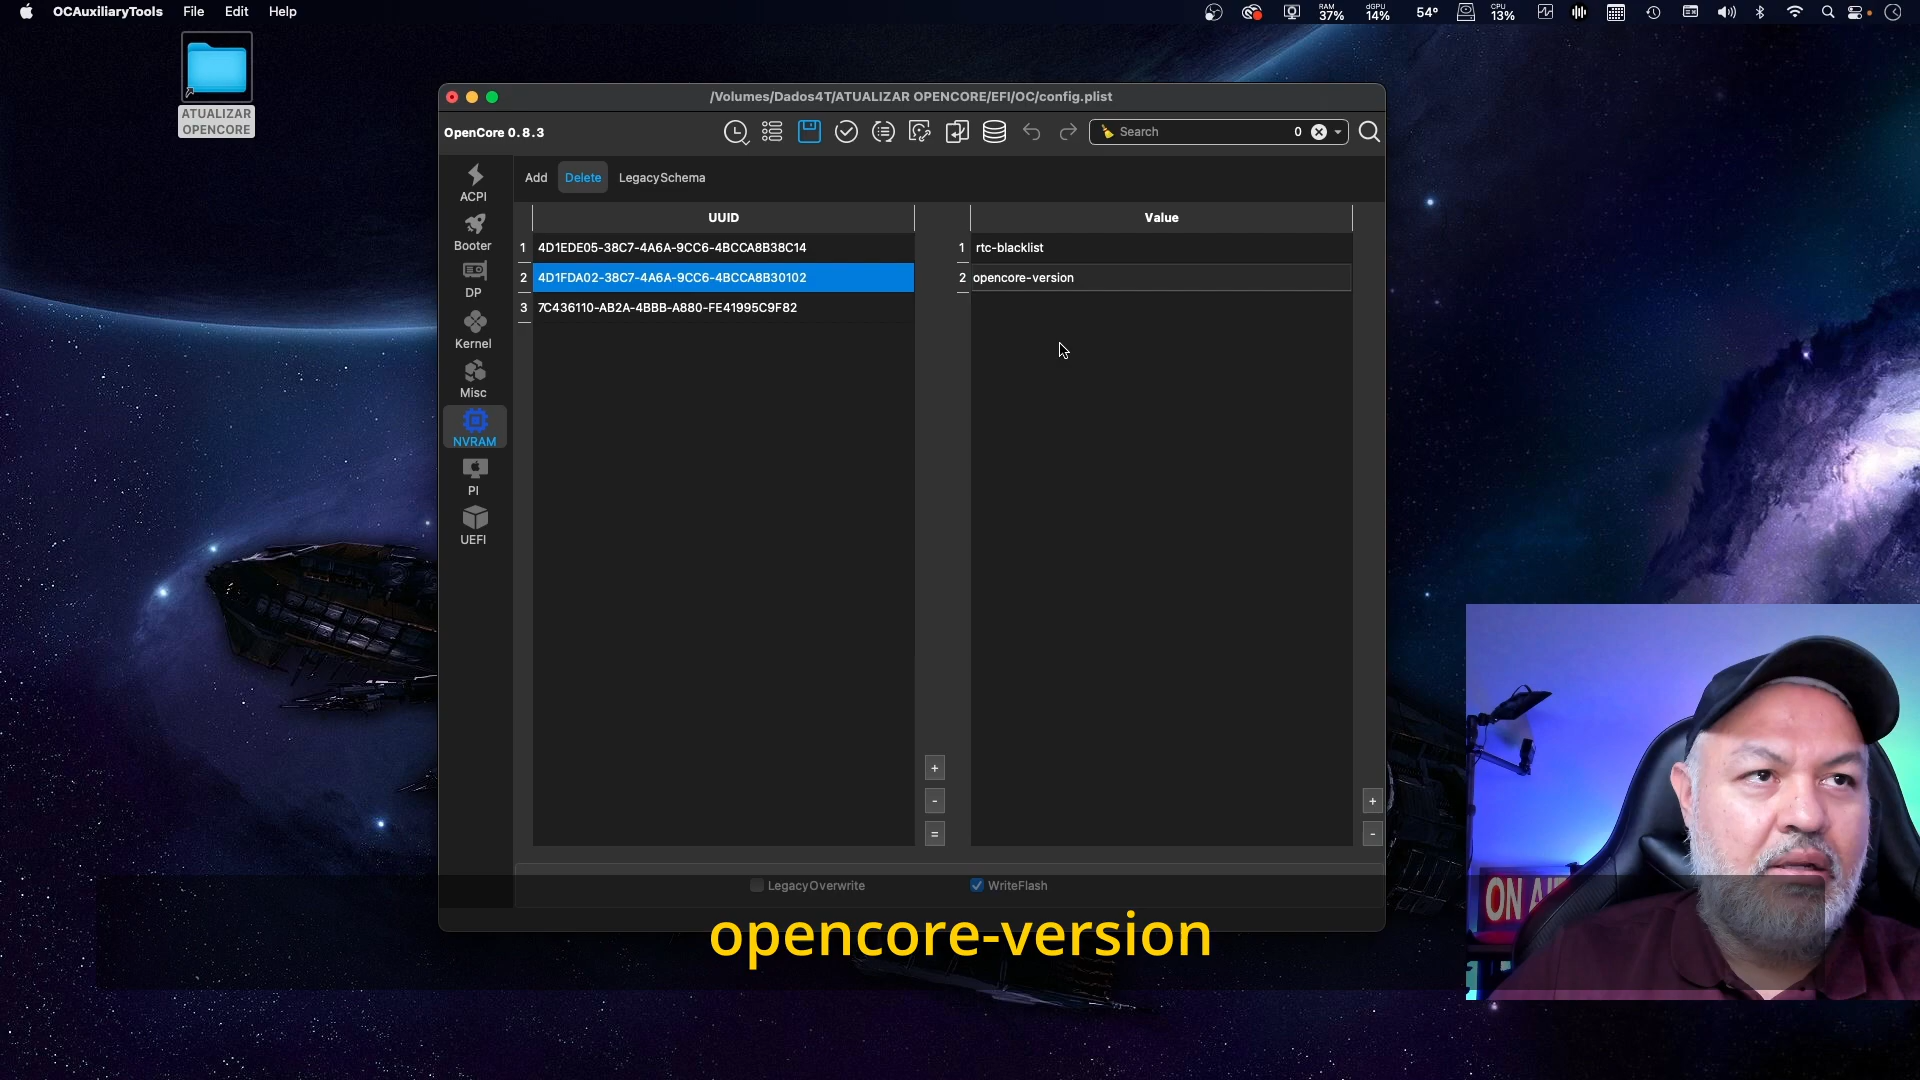 OCAuxiliaryTools File Edit Help
RAM 37% dGPU 14% 54° CPU 13%
ATUALIZAR
OPENCORE
/Volumes/Dados4T/ATUALIZAR OPENCORE/EFI/OC/config.plist
OpenCore 0.8.3
Search 0
Add Delete LegacySchema
ACPI
Booter
DP
Kernel
Misc
NVRAM
PI
UEFI
UUID
1 4D1EDE05-38C7-4A6A-9CC6-4BCCA8B38C14
2 4D1FDA02-38C7-4A6A-9CC6-4BCCA8B30102
3 7C436110-AB2A-4BBB-A880-FE41995C9F82
Value
1 rtc-blacklist
2 opencore-version
+
-
=
+
-
LegacyOverwrite WriteFlash
opencore-version
ON AI